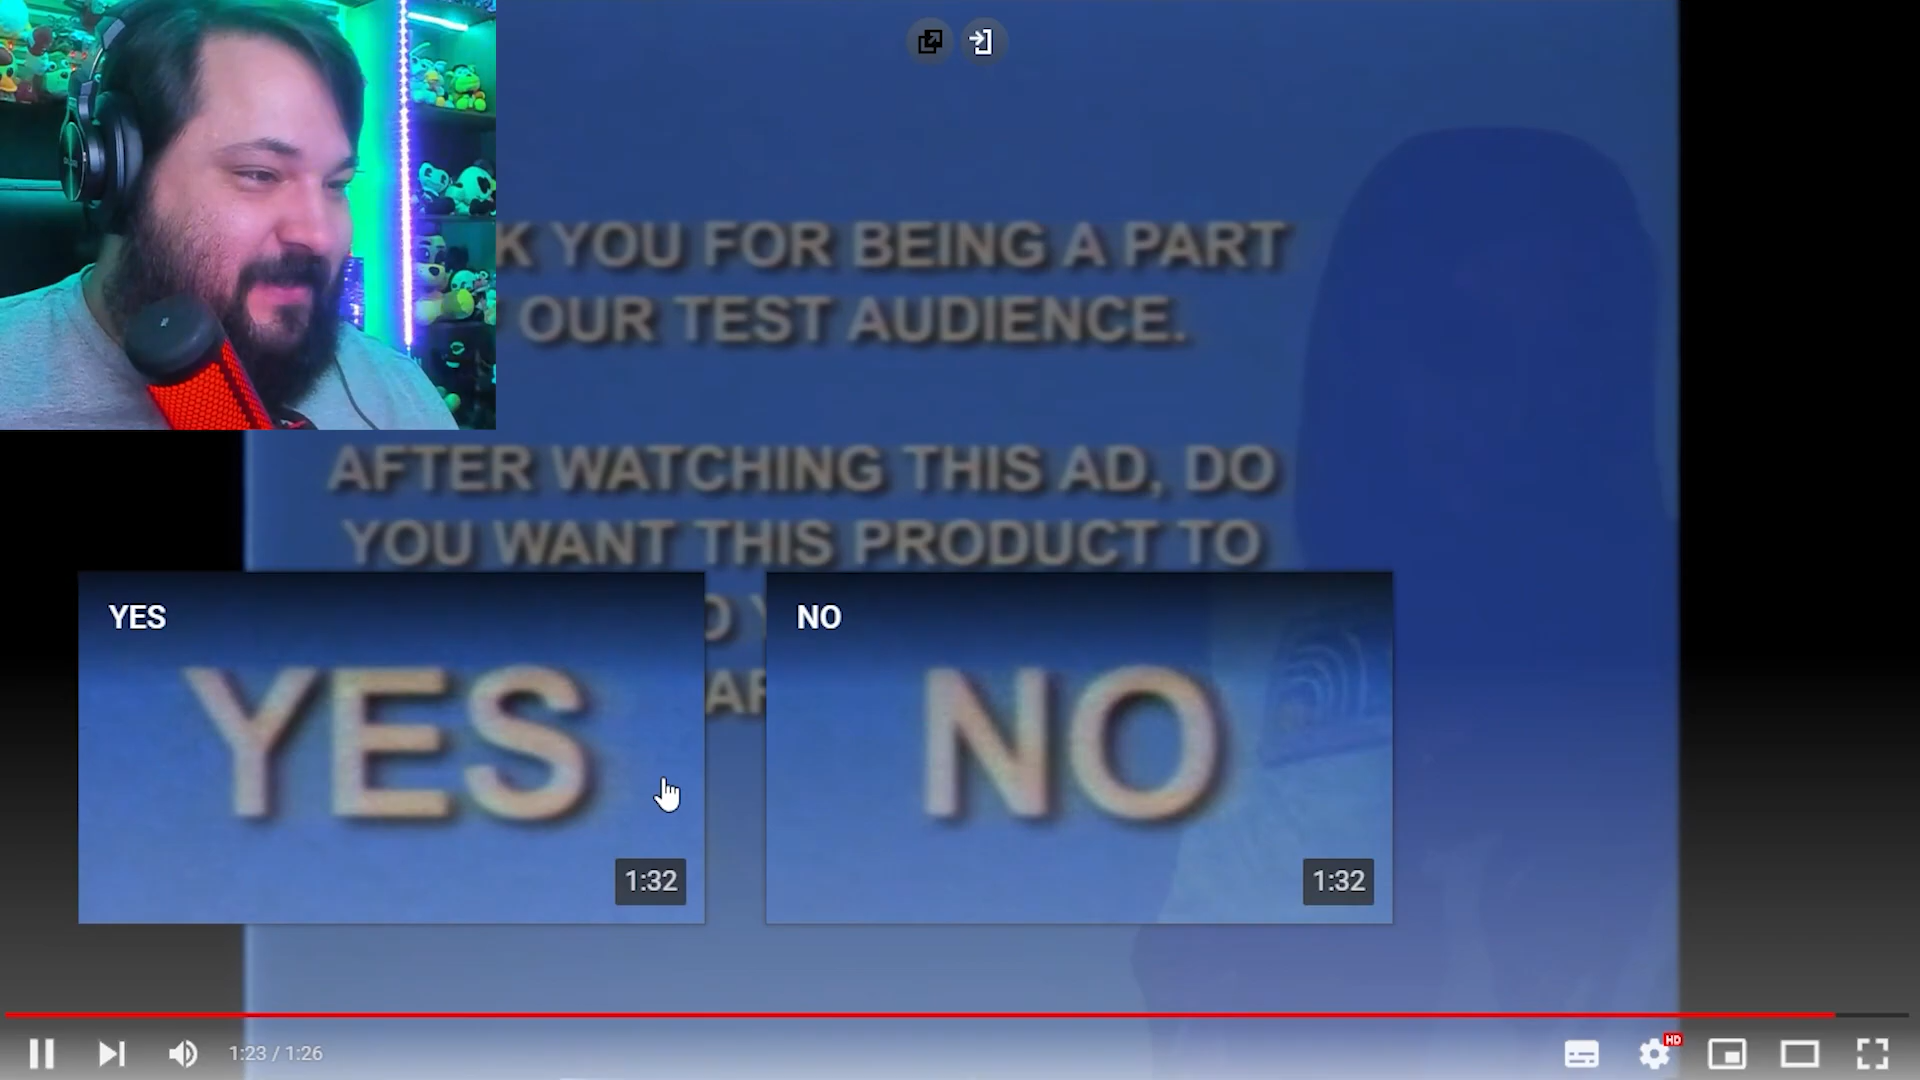 K YOU FOR BEING A PART
OUR TEST AUDIENCE.
AFTER WATCHING THIS AD, DO
YOU WANT THIS PRODUCT TO
YES
NO
YES
NO
1:32
1:32
1:23 / 1:26
HD